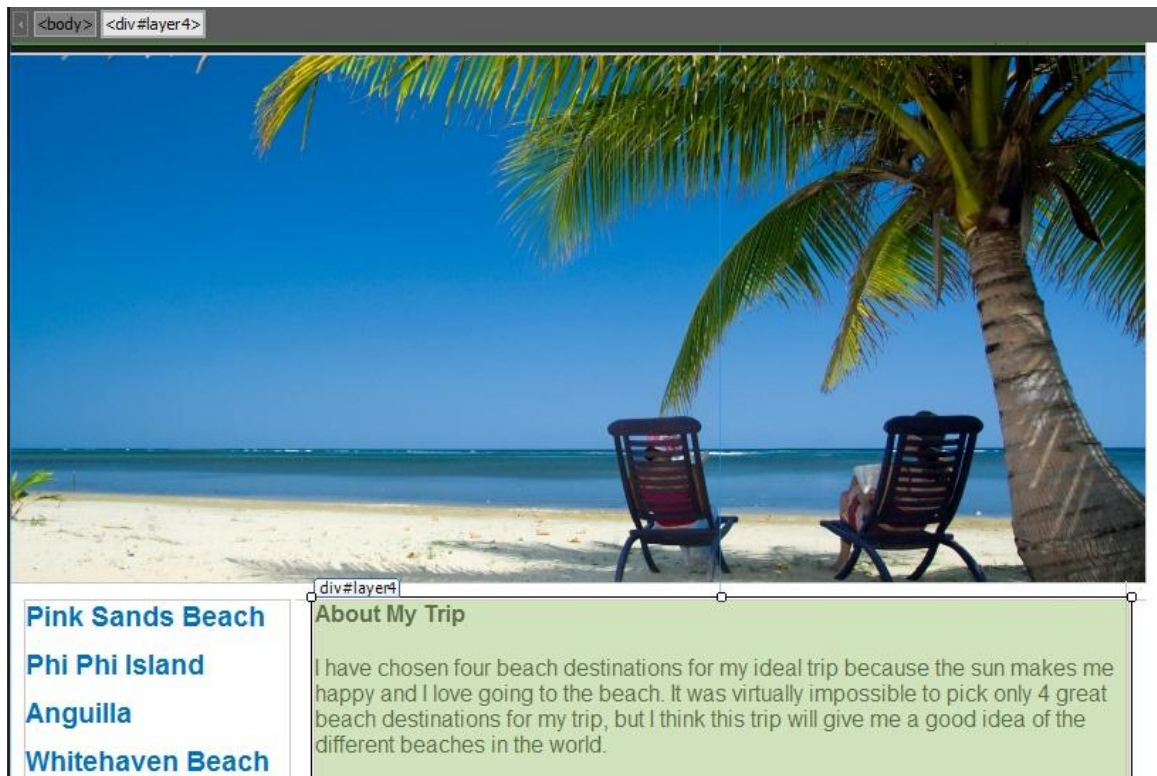 <body> <div#layer4>
div#layer4
Pink Sands Beach
Phi Phi Island
Anguilla
Whitehaven Beach
About My Trip
I have chosen four beach destinations for my ideal trip because the sun makes me
happy and I love going to the beach. It was virtually impossible to pick only 4 great
beach destinations for my trip, but I think this trip will give me a good idea of the
different beaches in the world.